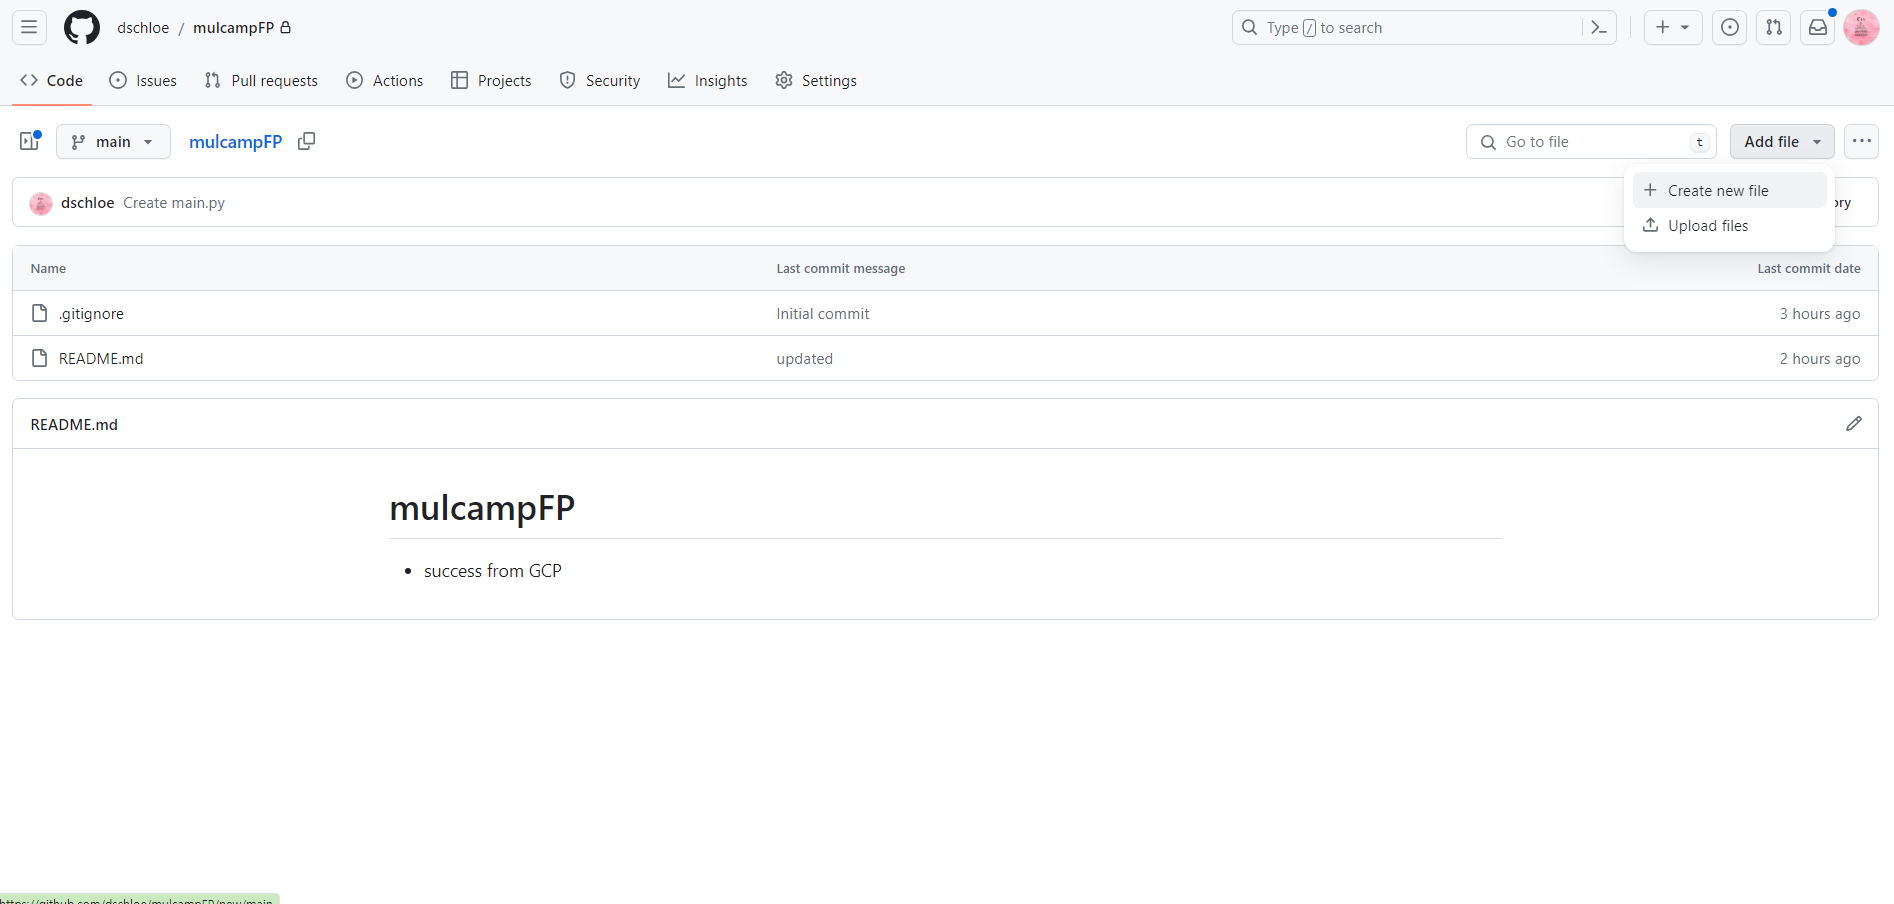 dschloe / mulcampFP
Type / to search
Code Issues Pull requests Actions Projects Security Insights Settings
main mulcampFP
Go to file t
Add file
dschloe Create main.py
Create new file
Upload files
Name Last commit message Last commit date
.gitignore Initial commit 3 hours ago
README.md updated 2 hours ago
README.md
mulcampFP
• success from GCP
https://github.com/dschloe/mulcampFP/new/main